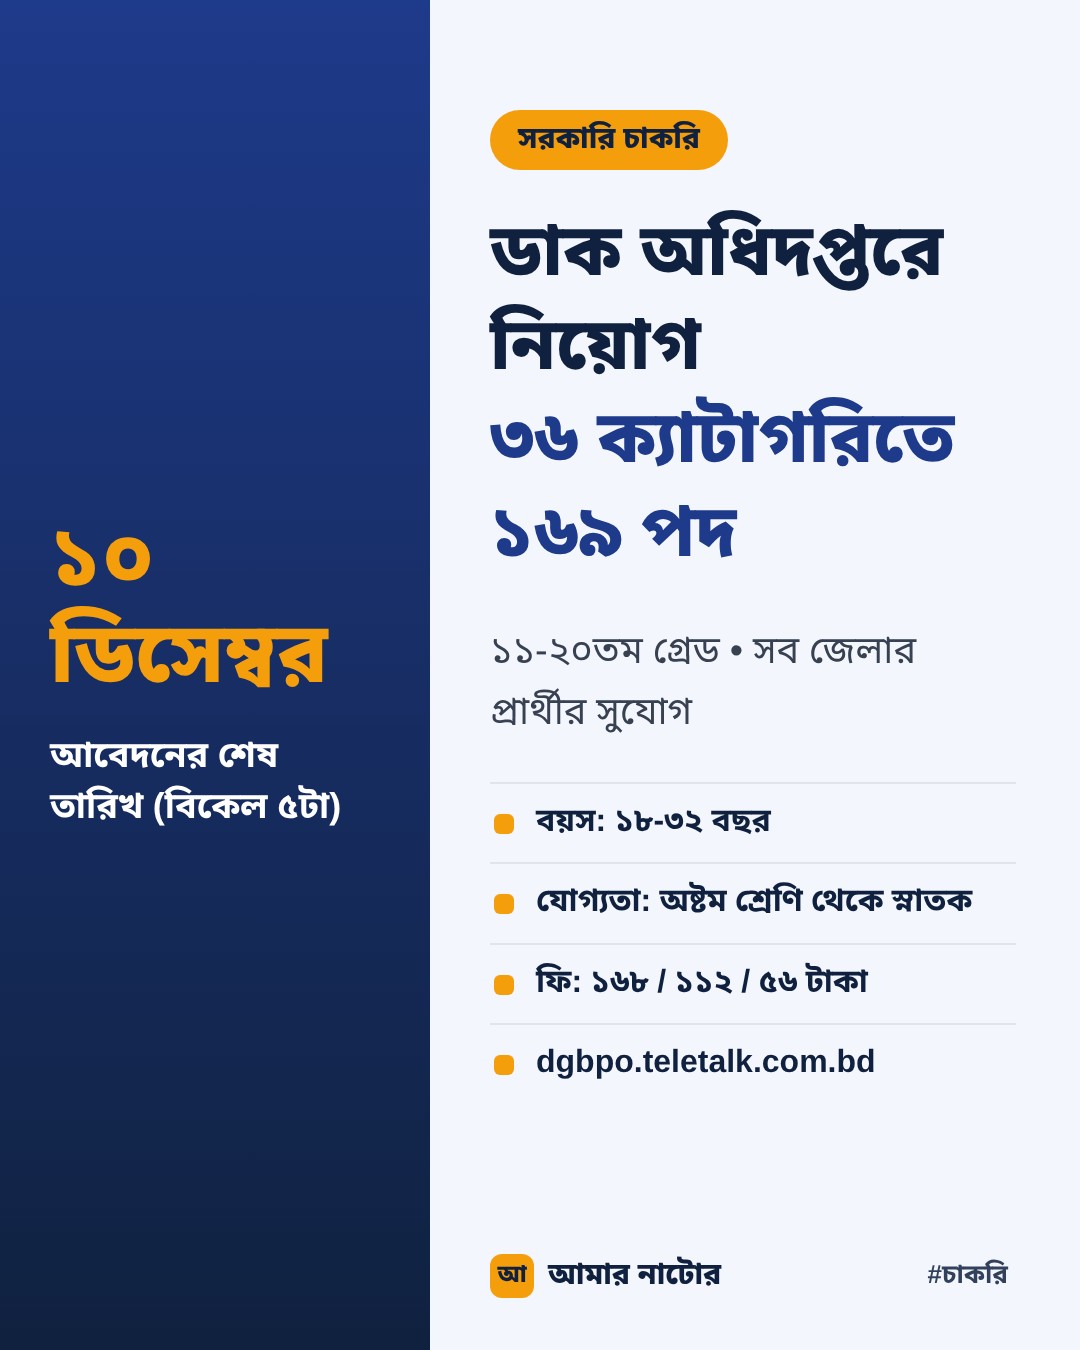 ১০
ডিসেম্বর
আবেদনের শেষ
তারিখ (বিকেল ৫টা)
সরকারি চাকরি
ডাক অধিদপ্তরে
নিয়োগ
৩৬ ক্যাটাগরিতে
১৬৯ পদ
১১-২০তম গ্রেড • সব জেলার
প্রার্থীর সুযোগ
বয়স: ১৮-৩২ বছর
যোগ্যতা: অষ্টম শ্রেণি থেকে স্নাতক
ফি: ১৬৮ / ১১২ / ৫৬ টাকা
dgbpo.teletalk.com.bd
আ আমার নাটোর
#চাকরি